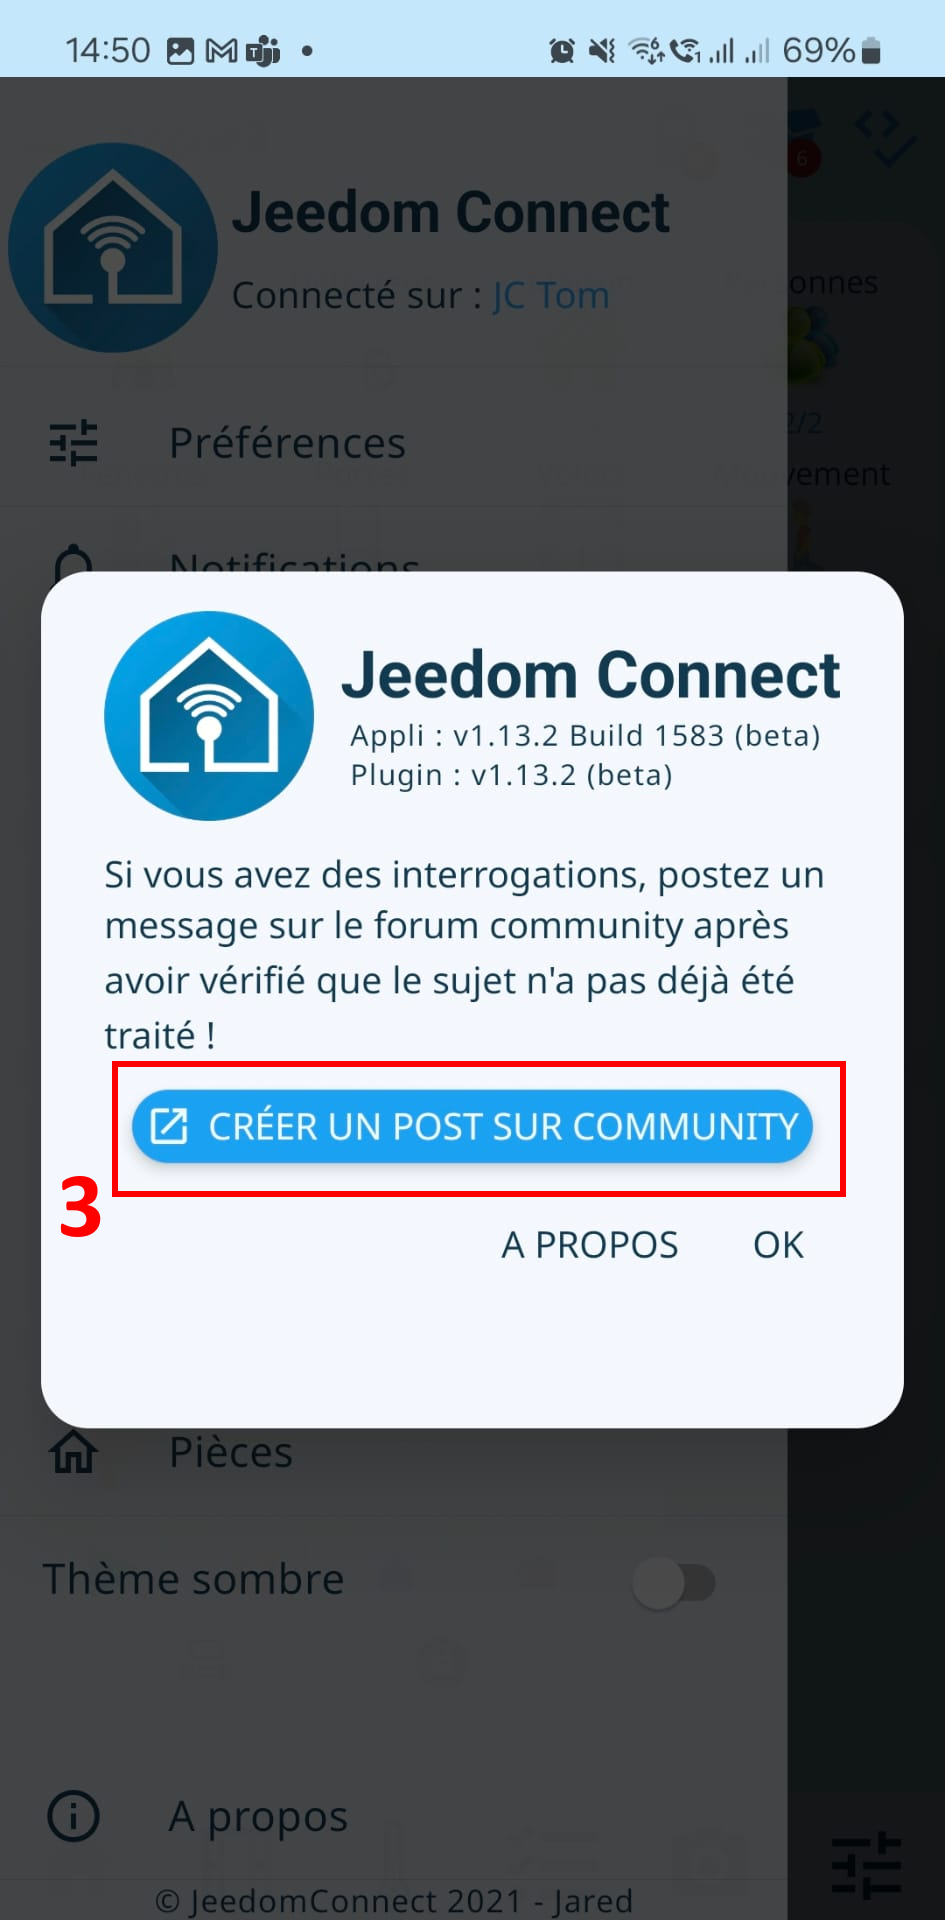 14:50
69%
6
Jeedom Connect
Connecté sur : JC Tom
onnes
Préférences
2/2
vement
Notifications
Jeedom Connect
Appli : v1.13.2 Build 1583 (beta)
Plugin : v1.13.2 (beta)
Si vous avez des interrogations, postez un
message sur le forum community après
avoir vérifié que le sujet n'a pas déjà été
traité !
CRÉER UN POST SUR COMMUNITY
3
A PROPOS OK
Pièces
Thème sombre
A propos
© JeedomConnect 2021 - Jared